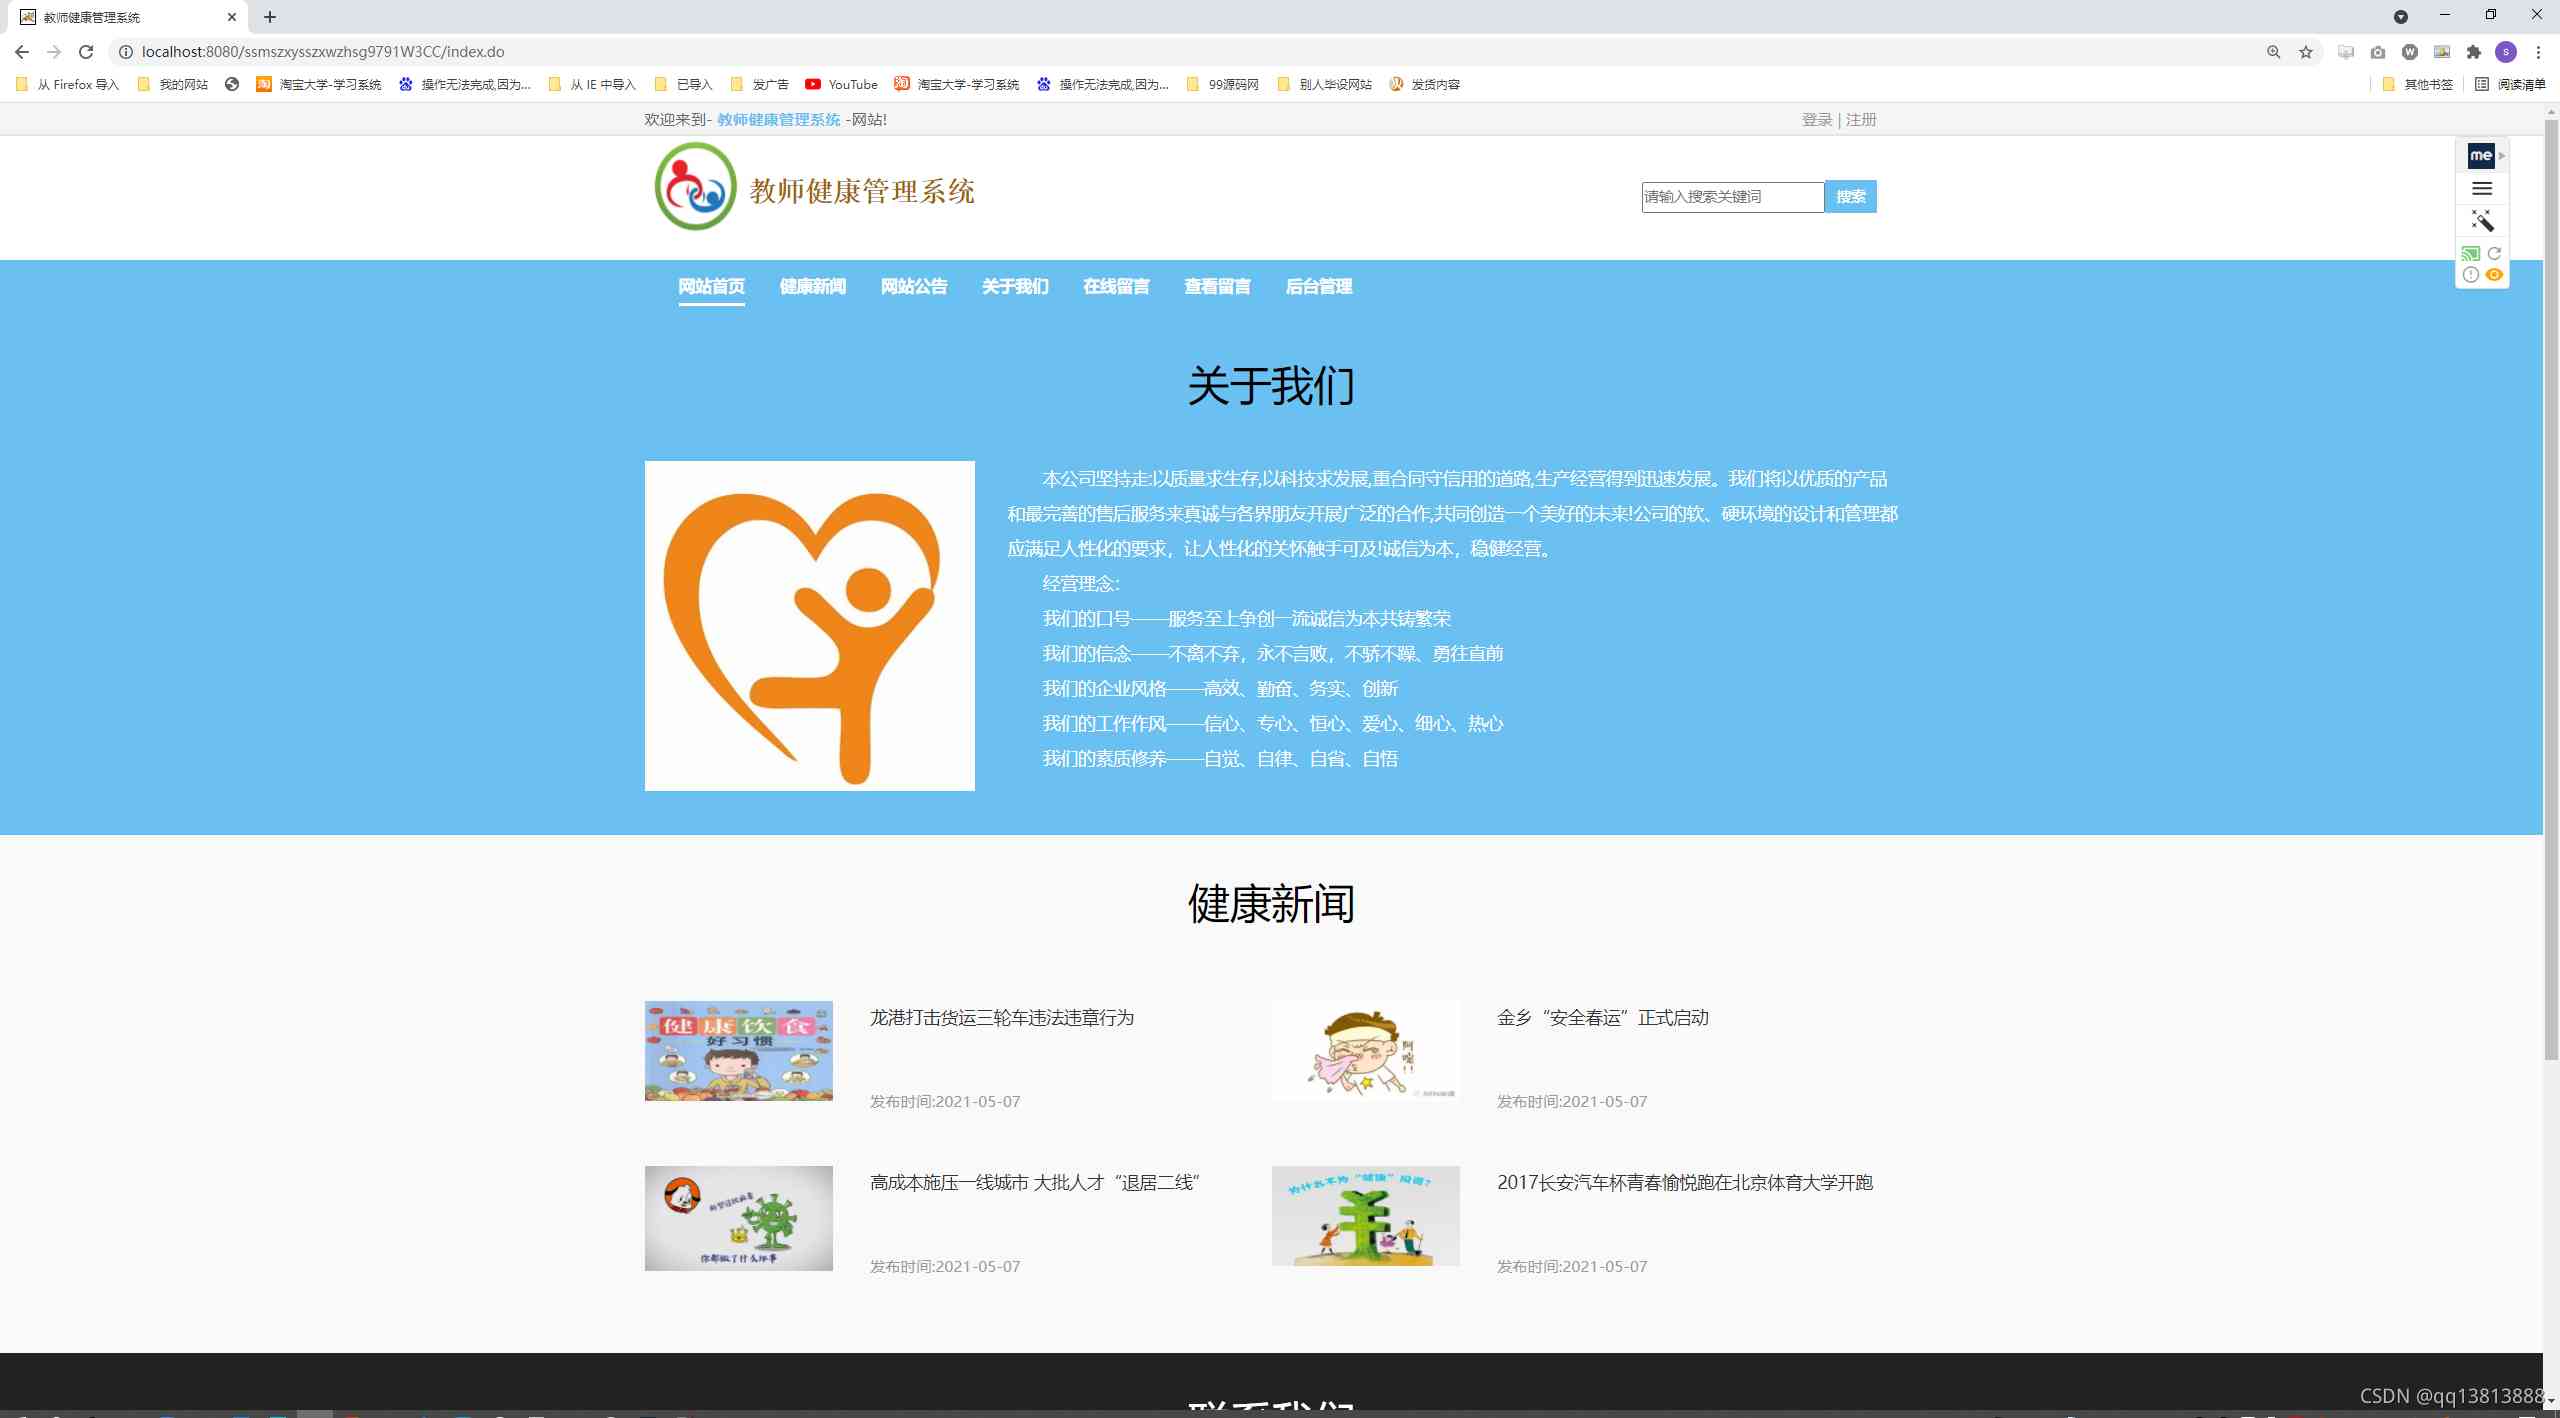 教师健康管理系统
localhost:8080/ssmszxysszxwzhsg9791W3CC/index.do
S
从 Firefox 导入 我的网站 淘宝大学-学习系统 操作无法完成,因为... 从 IE 中导入 已导入 发广告 YouTube 淘宝大学-学习系统 操作无法完成,因为... 99源码网 别人毕设网站 发货内容 其他书签 阅读清单
欢迎来到- 教师健康管理系统 -网站! 登录 | 注册
me
教师健康管理系统 请输入搜索关键词 搜索
网站首页 健康新闻 网站公告 关于我们 在线留言 查看留言 后台管理
关于我们
本公司坚持走:以质量求生存,以科技求发展,重合同守信用的道路,生产经营得到迅速发展。我们将以优质的产品
和最完善的售后服务来真诚与各界朋友开展广泛的合作,共同创造一个美好的未来!公司的软、硬环境的设计和管理都
应满足人性化的要求，让人性化的关怀触手可及!诚信为本，稳健经营。
经营理念：
我们的口号——服务至上争创一流诚信为本共铸繁荣
我们的信念——不离不弃，永不言败，不骄不躁、勇往直前
我们的企业风格——高效、勤奋、务实、创新
我们的工作作风——信心、专心、恒心、爱心、细心、热心
我们的素质修养——自觉、自律、自省、自悟
健康新闻
健康饮食
好习惯
龙港打击货运三轮车违法违章行为
发布时间:2021-05-07
阿嚏!!
金乡“安全春运”正式启动
发布时间:2021-05-07
你都做了什么坏事
高成本施压一线城市 大批人才“退居二线”
发布时间:2021-05-07
2017长安汽车杯青春愉悦跑在北京体育大学开跑
发布时间:2021-05-07
联系我们
CSDN @qq13813888